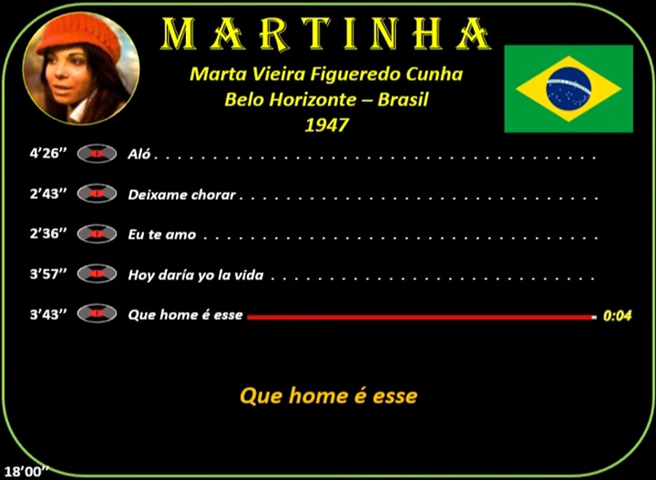 MARTINHA
Marta Vieira Figueredo Cunha
Belo Horizonte – Brasil
1947
4’26’’ Aló . . . . . . . . . . . . . . . . . . . . . . . . . . . . . . . . . . . . . .
2’43’’ Deixame chorar . . . . . . . . . . . . . . . . . . . . . . . . . . . . . .
2’36’’ Eu te amo . . . . . . . . . . . . . . . . . . . . . . . . . . . . . . . . .
3’57’’ Hoy daría yo la vida . . . . . . . . . . . . . . . . . . . . . . . . . . .
3’43’’ Que home é esse 0:04
Que home é esse
18’00’’